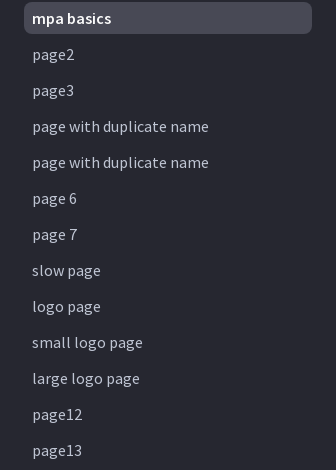 mpa basics
page2
page3
page with duplicate name
page with duplicate name
page 6
page 7
slow page
logo page
small logo page
large logo page
page12
page13